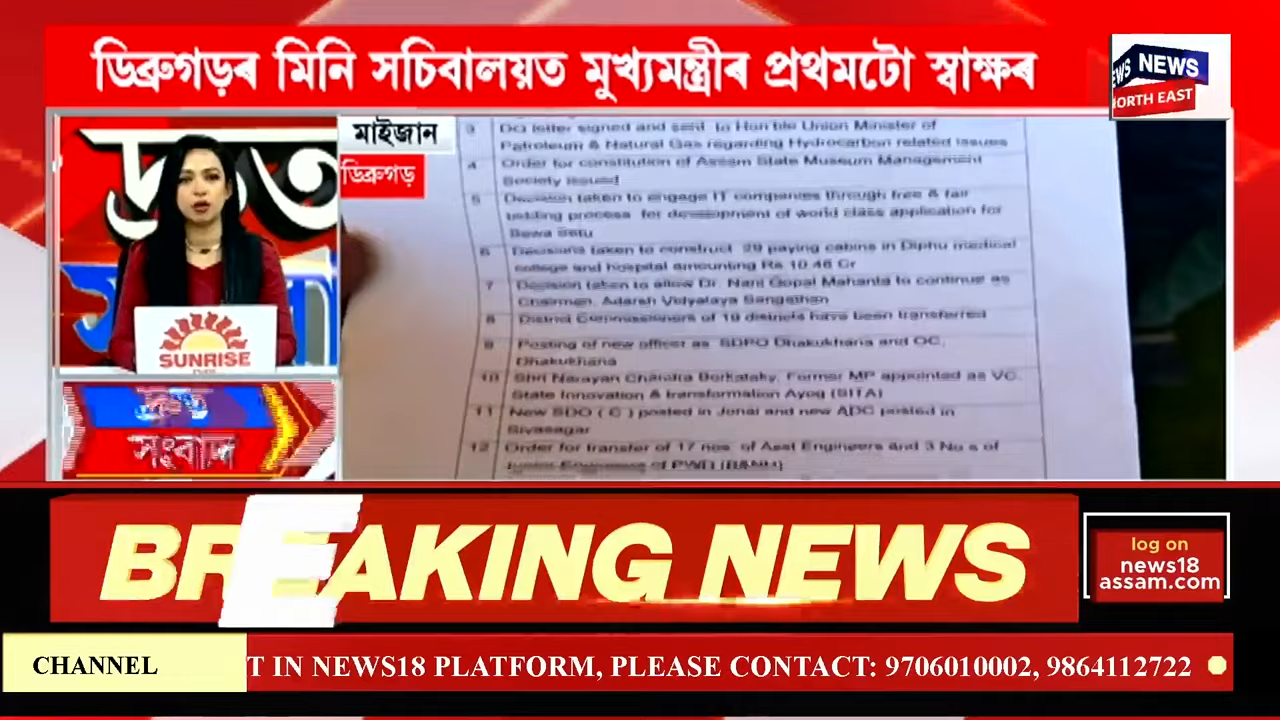 ডিব্ৰুগড়ৰ মিনি সচিবালয়ত মুখ্যমন্ত্ৰীৰ প্ৰথমটো স্বাক্ষৰ
NEWS
NORTH EAST
মাইজান
ডিব্ৰুগড়
দ্ৰুত
SUNRISE
দ্ৰুত
সংবাদ
3 DO letter signed and sent to Hon'ble Union Minister of
Petroleum & Natural Gas regarding Hydrocarbon related issues
4 Order for constitution of Assam State Museum Management
Society issued
5 Decision taken to engage IT companies through free & fair
bidding process for development of world class application for
Sewa Setu
6 Decisions taken to construct 29 paying cabins in Diphu medical
college and hospital amounting Rs 10.46 Cr
7 Decision taken to allow Dr. Nani Gopal Mahanta to continue as
Chairman, Adarsh Vidyalaya Sangathan
8 District Commissioners of 19 districts have been transferred
9 Posting of new officer as SDPO Dhakukhana and OC,
Dhakukhana
10 Shri Narayan Chandra Borkataky, Former MP appointed as VC,
State Innovation & transformation Ayog (SITA)
11 New SDO ( C ) posted in Jonai and new ADC posted in
Sivasagar
12 Order for transfer of 17 nos. of Asst Engineers and 3 No s of
Junior Engineers of PWD
BREAKING NEWS
log on
news18
assam.com
CHANNEL
T IN NEWS18 PLATFORM, PLEASE CONTACT: 9706010002, 9864112722